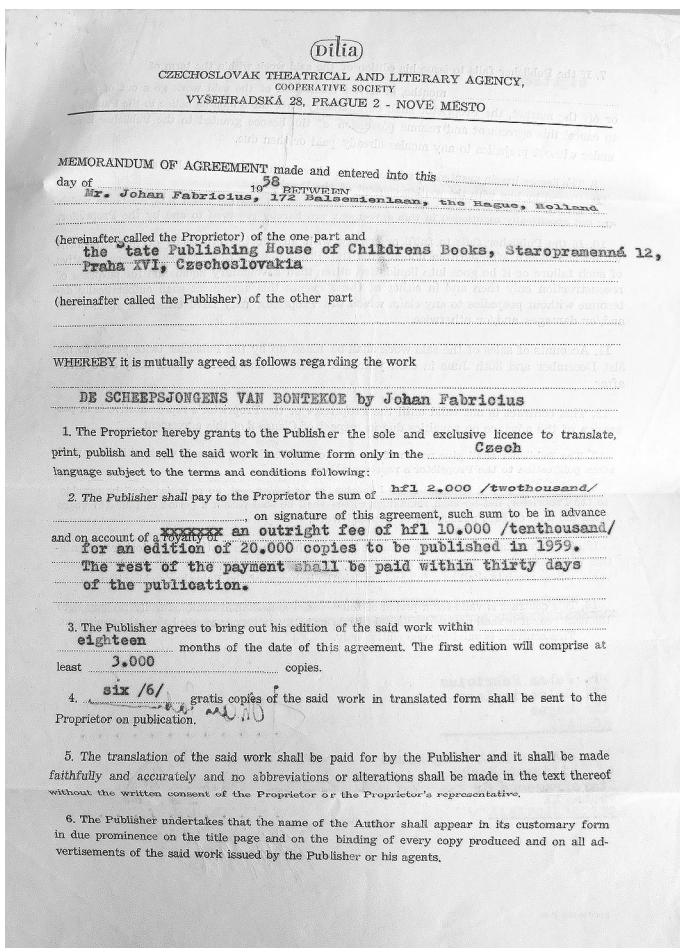 Dilia
CZECHOSLOVAK THEATRICAL AND LITERARY AGENCY,
COOPERATIVE SOCIETY
VYŠEHRADSKÁ 28, PRAGUE 2 - NOVÉ MĚSTO
MEMORANDUM OF AGREEMENT made and entered into this
day of 1958 BETWEEN
Mr. Johan Fabricius, 172 Balsemienlaan, the Hague, Holland
(hereinafter called the Proprietor) of the one part and
the "tate Publishing House of Childrens Books, Staropramenná 12,
Praha XVI, Czechoslovakia
(hereinafter called the Publisher) of the other part
WHEREBY it is mutually agreed as follows regarding the work
DE SCHEEPSJONGENS VAN BONTEKOE by Johan Fabricius
1. The Proprietor hereby grants to the Publisher the sole and exclusive licence to translate,
print, publish and sell the said work in volume form only in the Czech
language subject to the terms and conditions following:
2. The Publisher shall pay to the Proprietor the sum of hfl 2.000 /twothousand/
, on signature of this agreement, such sum to be in advance
and on account of a royalty of xxxxxxx an outright fee of hfl 10.000 /tenthousand/
for an edition of 20.000 copies to be published in 1959.
The rest of the payment shall be paid within thirty days
of the publication.
3. The Publisher agrees to bring out his edition of the said work within
eighteen months of the date of this agreement. The first edition will comprise at
least 3.000 copies.
4. six /6/ gratis copies of the said work in translated form shall be sent to the
Proprietor on publication.
5. The translation of the said work shall be paid for by the Publisher and it shall be made
faithfully and accurately and no abbreviations or alterations shall be made in the text thereof
without the written consent of the Proprietor or the Proprietor's representative.
6. The Publisher undertakes that the name of the Author shall appear in its customary form
in due prominence on the title page and on the binding of every copy produced and on all ad-
vertisements of the said work issued by the Publisher or his agents.